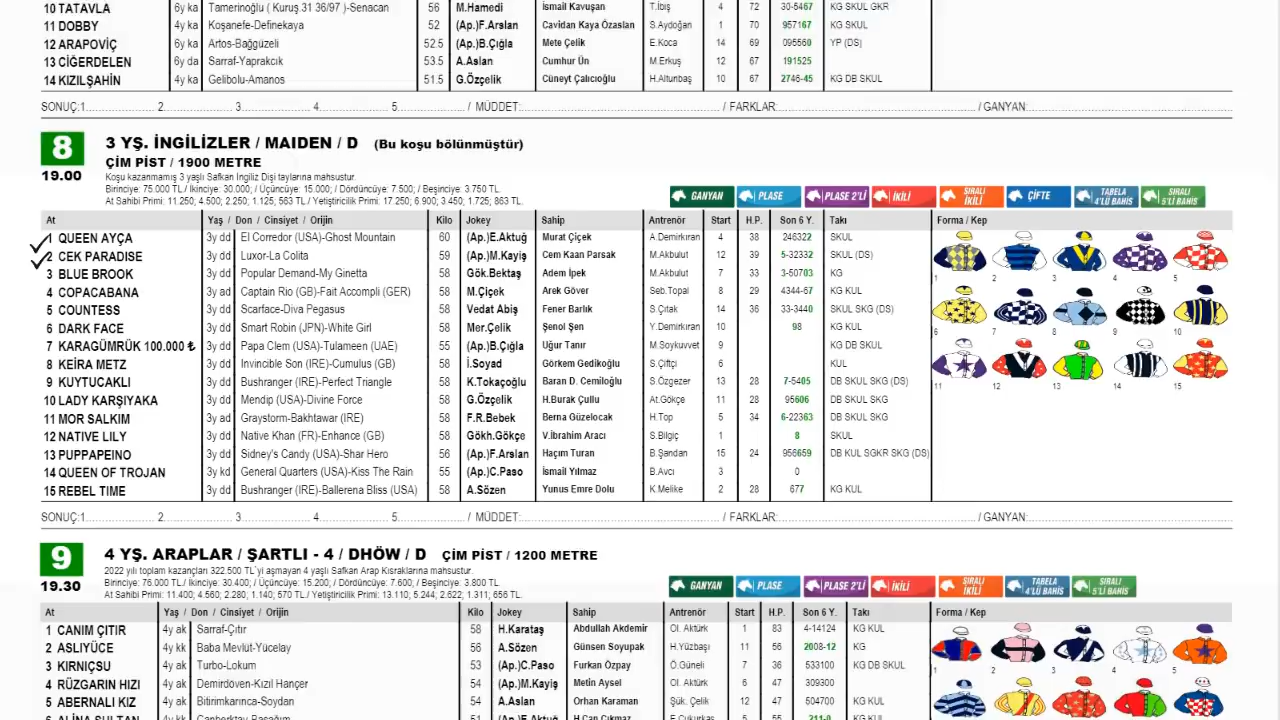 10 TATAVLA 6y ka Tamerinoğlu ( Kuruş.31 36/97 )-Senacan 56 M.Hamedi İsmail Kavuşan T.İbiş 4 72 30-5467 KG SKUL GKR
11 DOBBY 4y ka Koşanefe-Definekaya 52 (Ap.)F.Arslan Cavidan Kaya Özaslan S.Aydoğan 1 70 957167 KG SKUL
12 ARAPOVİÇ 6y ka Artos-Bağgüzeli 52.5 (Ap.)B.Çığla Mete Çelik E.Koca 14 69 095560 YP (DS)
13 CİĞERDELEN 6y da Sarraf-Yaprakcık 53.5 A.Aslan Cumhur Ün M.Erkuş 12 67 191525
14 KIZILŞAHİN 4y ka Gelibolu-Amanos 51.5 G.Özçelik Cüneyt Çalıcıoğlu H.Altunbaş 10 67 2746-45 KG DB SKUL
SONUÇ:1 2 3 4 5 / MÜDDET: / FARKLAR: / GANYAN:
8 3 YŞ. İNGİLİZLER / MAIDEN / D (Bu koşu bölünmüştür)
ÇİM PİST / 1900 METRE
19.00 Koşu kazanmamış 3 yaşlı Safkan İngiliz Dişi taylarına mahsustur.
Birinciye: 75.000 TL./ İkinciye: 30.000; / Üçüncüye: 15.000; / Dördüncüye: 7.500; / Beşinciye: 3.750 TL.
At Sahibi Primi: 11.250; 4.500; 2.250; 1.125; 563 TL./ Yetiştiricilik Primi: 17.250; 6.900; 3.450; 1.725; 863 TL.
GANYAN PLASE PLASE 2'Lİ İKİLİ SIRALI İKİLİ ÇİFTE TABELA 4'LÜ BAHİS SIRALI 5'Lİ BAHİS
At Yaş / Don / Cinsiyet / Orijin Kilo Jokey Sahip Antrenör Start H.P. Son 6 Y. Takı Forma / Kep
1 QUEEN AYÇA 3y dd El Corredor (USA)-Ghost Mountain 60 (Ap.)E.Aktuğ Murat Çiçek A.Demirkıran 4 38 246322 SKUL
2 CEK PARADISE 3y dd Luxor-La Colita 59 (Ap.)M.Kayiş Cem Kaan Parsak M.Akbulut 12 39 5-32332 SKUL (DS)
3 BLUE BROOK 3y dd Popular Demand-My Ginetta 58 Gök.Bektaş Adem İpek M.Akbulut 7 33 3-50703 KG
4 COPACABANA 3y ad Captain Rio (GB)-Fait Accompli (GER) 58 M.Çiçek Arek Göver Seb.Topal 8 29 4344-67 KG KUL
5 COUNTESS 3y ad Scarface-Diva Pegasus 58 Vedat Abiş Fener Barlık S.Çıtak 14 36 33-3440 SKUL SKG (DS)
6 DARK FACE 3y dd Smart Robin (JPN)-White Girl 58 Mer.Çelik Şenol Şen Y.Demirkıran 10 98 KG KUL
7 KARAGÜMRÜK 100.000 ₺ 3y dd Papa Clem (USA)-Tulameen (UAE) 55 (Ap.)B.Çığla Uğur Tanır M.Soykuvvet 9 KG DB SKUL
8 KEİRA METZ 3y dd Invincible Son (IRE)-Cumulus (GB) 58 İ.Soyad Görkem Gedikoğlu S.Çiftçi 6 KUL
9 KUYTUCAKLI 3y dd Bushranger (IRE)-Perfect Triangle 58 K.Tokaçoğlu Baran D. Cemiloğlu S.Özgezer 13 28 7-5405 DB SKUL SKG (DS)
10 LADY KARŞIYAKA 3y dd Mendip (USA)-Divine Force 58 G.Özçelik H.Burak Çullu At.Gökçe 11 28 95606 DB SKUL SKG
11 MOR SALKIM 3y ad Graystorm-Bakhtawar (IRE) 58 F.R.Bebek Berna Güzelocak H.Top 5 34 6-22363 DB SKUL SKG
12 NATIVE LILY 3y dd Native Khan (FR)-Enhance (GB) 58 Gökh.Gökçe V.İbrahim Aracı S.Bilgiç 1 8 SKUL
13 PUPPAPEINO 3y dd Sidney's Candy (USA)-Shar Hero 56 (Ap.)F.Arslan Haçım Turan B.Şandan 15 24 956659 DB KUL SGKR SKG (DS)
14 QUEEN OF TROJAN 3y kd General Quarters (USA)-Kiss The Rain 55 (Ap.)C.Paso İsmail Yılmaz B.Avcı 3 0
15 REBEL TIME 3y dd Bushranger (IRE)-Ballerena Bliss (USA) 58 A.Sözen Yunus Emre Dolu K.Melike 2 28 677 KG KUL
1 2 3 4 5
6 7 8 9 10
11 12 13 14 15
SONUÇ:1 2 3 4 5 / MÜDDET: / FARKLAR: / GANYAN:
9 4 YŞ. ARAPLAR / ŞARTLI - 4 / DHÖW / D ÇİM PİST / 1200 METRE
19.30 2022 yılı toplam kazançları 322.500 TL'yi aşmayan 4 yaşlı Safkan Arap Kısraklarına mahsustur.
Birinciye: 76.000 TL./ İkinciye: 30.400; / Üçüncüye: 15.200; / Dördüncüye: 7.600; / Beşinciye: 3.800 TL
At Sahibi Primi: 11.400; 4.560; 2.280; 1.140; 570 TL./ Yetiştiricilik Primi: 13.110; 5.244; 2.622; 1.311; 656 TL.
GANYAN PLASE PLASE 2'Lİ İKİLİ SIRALI İKİLİ TABELA 4'LÜ BAHİS SIRALI 5'Lİ BAHİS
At Yaş / Don / Cinsiyet / Orijin Kilo Jokey Sahip Antrenör Start H.P. Son 6 Y. Takı Forma / Kep
1 CANIM ÇITIR 4y ak Sarraf-Çıtır 58 H.Karataş Abdullah Akdemir Ol. Aktürk 1 83 4-14124 KG KUL
2 ASLIYÜCE 4y kk Baba Mevlüt-Yücelay 56 A.Sözen Günsen Soyupak H.Yüzbaşı 11 56 2008-12 KG
3 KIRNIÇSU 4y ak Turbo-Lokum 53 (Ap.)C.Paso Furkan Özpay Ö.Güneli 7 36 533100 KG DB SKUL
4 RÜZGARIN HIZI 4y ak Demirdöven-Kızıl Hançer 54 (Ap.)M.Kayiş Metin Aysel Ol. Aktürk 6 47 309300
5 ABERNALI KIZ 4y ak Bitirimkarınca-Sonday 54 A.Aslan Orhan Karaman Şük. Çelik 12 47 504700 KG KUL
1 2 3 4 5